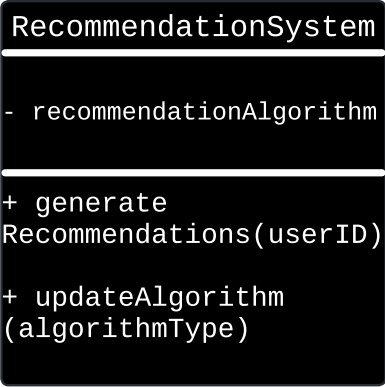 RecommendationSystem
- recommendationAlgorithm
+ generate
Recommendations(userID)
+ updateAlgorithm
(algorithmType)